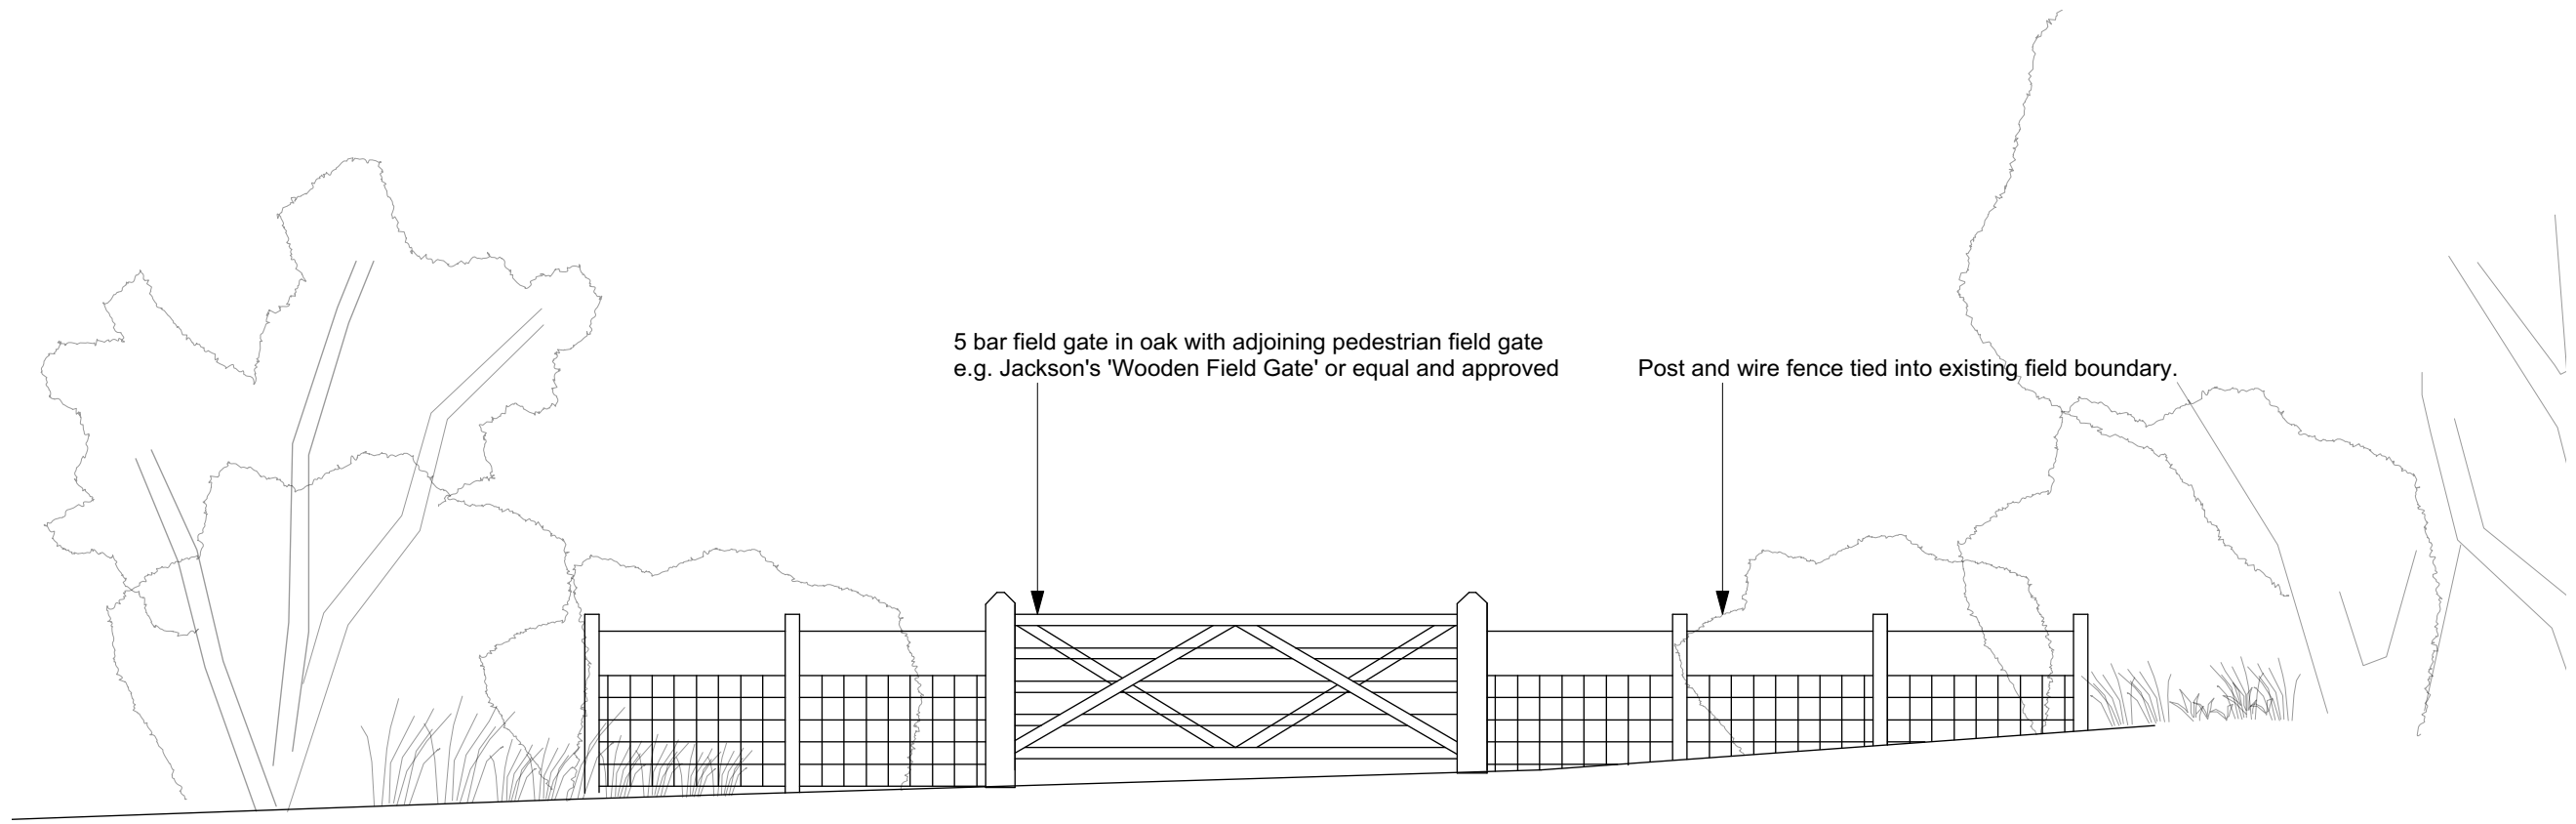 5 bar field gate in oak with adjoining pedestrian field gate
e.g. Jackson's 'Wooden Field Gate' or equal and approved
Post and wire fence tied into existing field boundary.